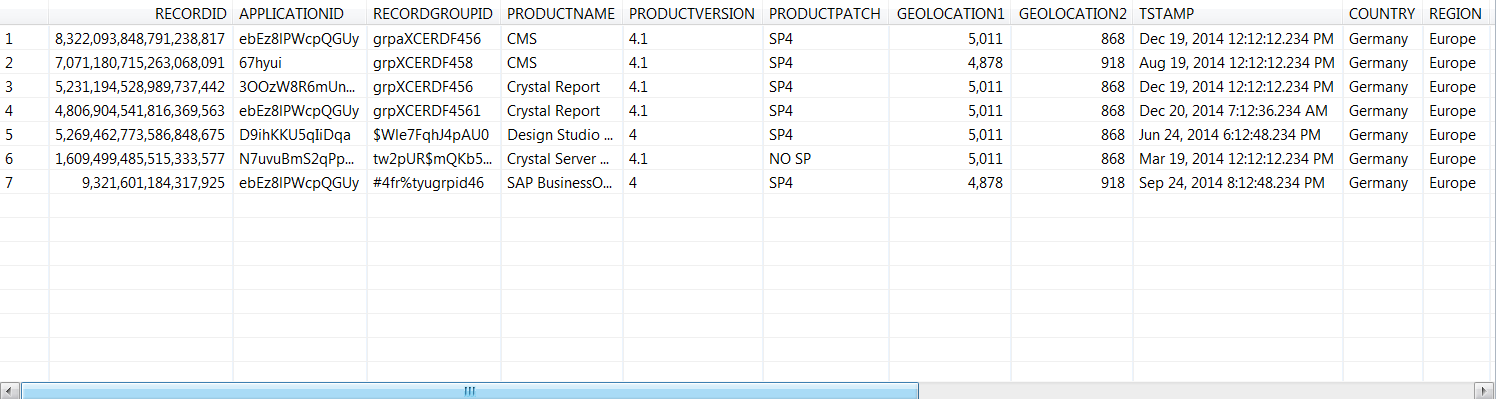 RECORDID APPLICATIONID RECORDGROUPID PRODUCTNAME PRODUCTVERSION PRODUCTPATCH GEOLOCATION1 GEOLOCATION2 TSTAMP COUNTRY REGION
1 8,322,093,848,791,238,817 ebEz8lPWcpQGUy grpaXCERDF456 CMS 4.1 SP4 5,011 868 Dec 19, 2014 12:12:12.234 PM Germany Europe
2 7,071,180,715,263,068,091 67hyui grpXCERDF458 CMS 4.1 SP4 4,878 918 Aug 19, 2014 12:12:12.234 PM Germany Europe
3 5,231,194,528,989,737,442 3OOzW8R6mUn... grpXCERDF456 Crystal Report 4.1 SP4 5,011 868 Dec 19, 2014 12:12:12.234 PM Germany Europe
4 4,806,904,541,816,369,563 ebEz8lPWcpQGUy grpXCERDF4561 Crystal Report 4.1 SP4 5,011 868 Dec 20, 2014 7:12:36.234 AM Germany Europe
5 5,269,462,773,586,848,675 D9ihKKU5qIiDqa $WIe7FqhJ4pAU0 Design Studio ... 4 SP4 5,011 868 Jun 24, 2014 6:12:48.234 PM Germany Europe
6 1,609,499,485,515,333,577 N7uvuBmS2qPp... tw2pUR$mQKb5... Crystal Server ... 4.1 NO SP 5,011 868 Mar 19, 2014 12:12:12.234 PM Germany Europe
7 9,321,601,184,317,925 ebEz8lPWcpQGUy #4fr%tyugrpid46 SAP BusinessO... 4 SP4 4,878 918 Sep 24, 2014 8:12:48.234 PM Germany Europe